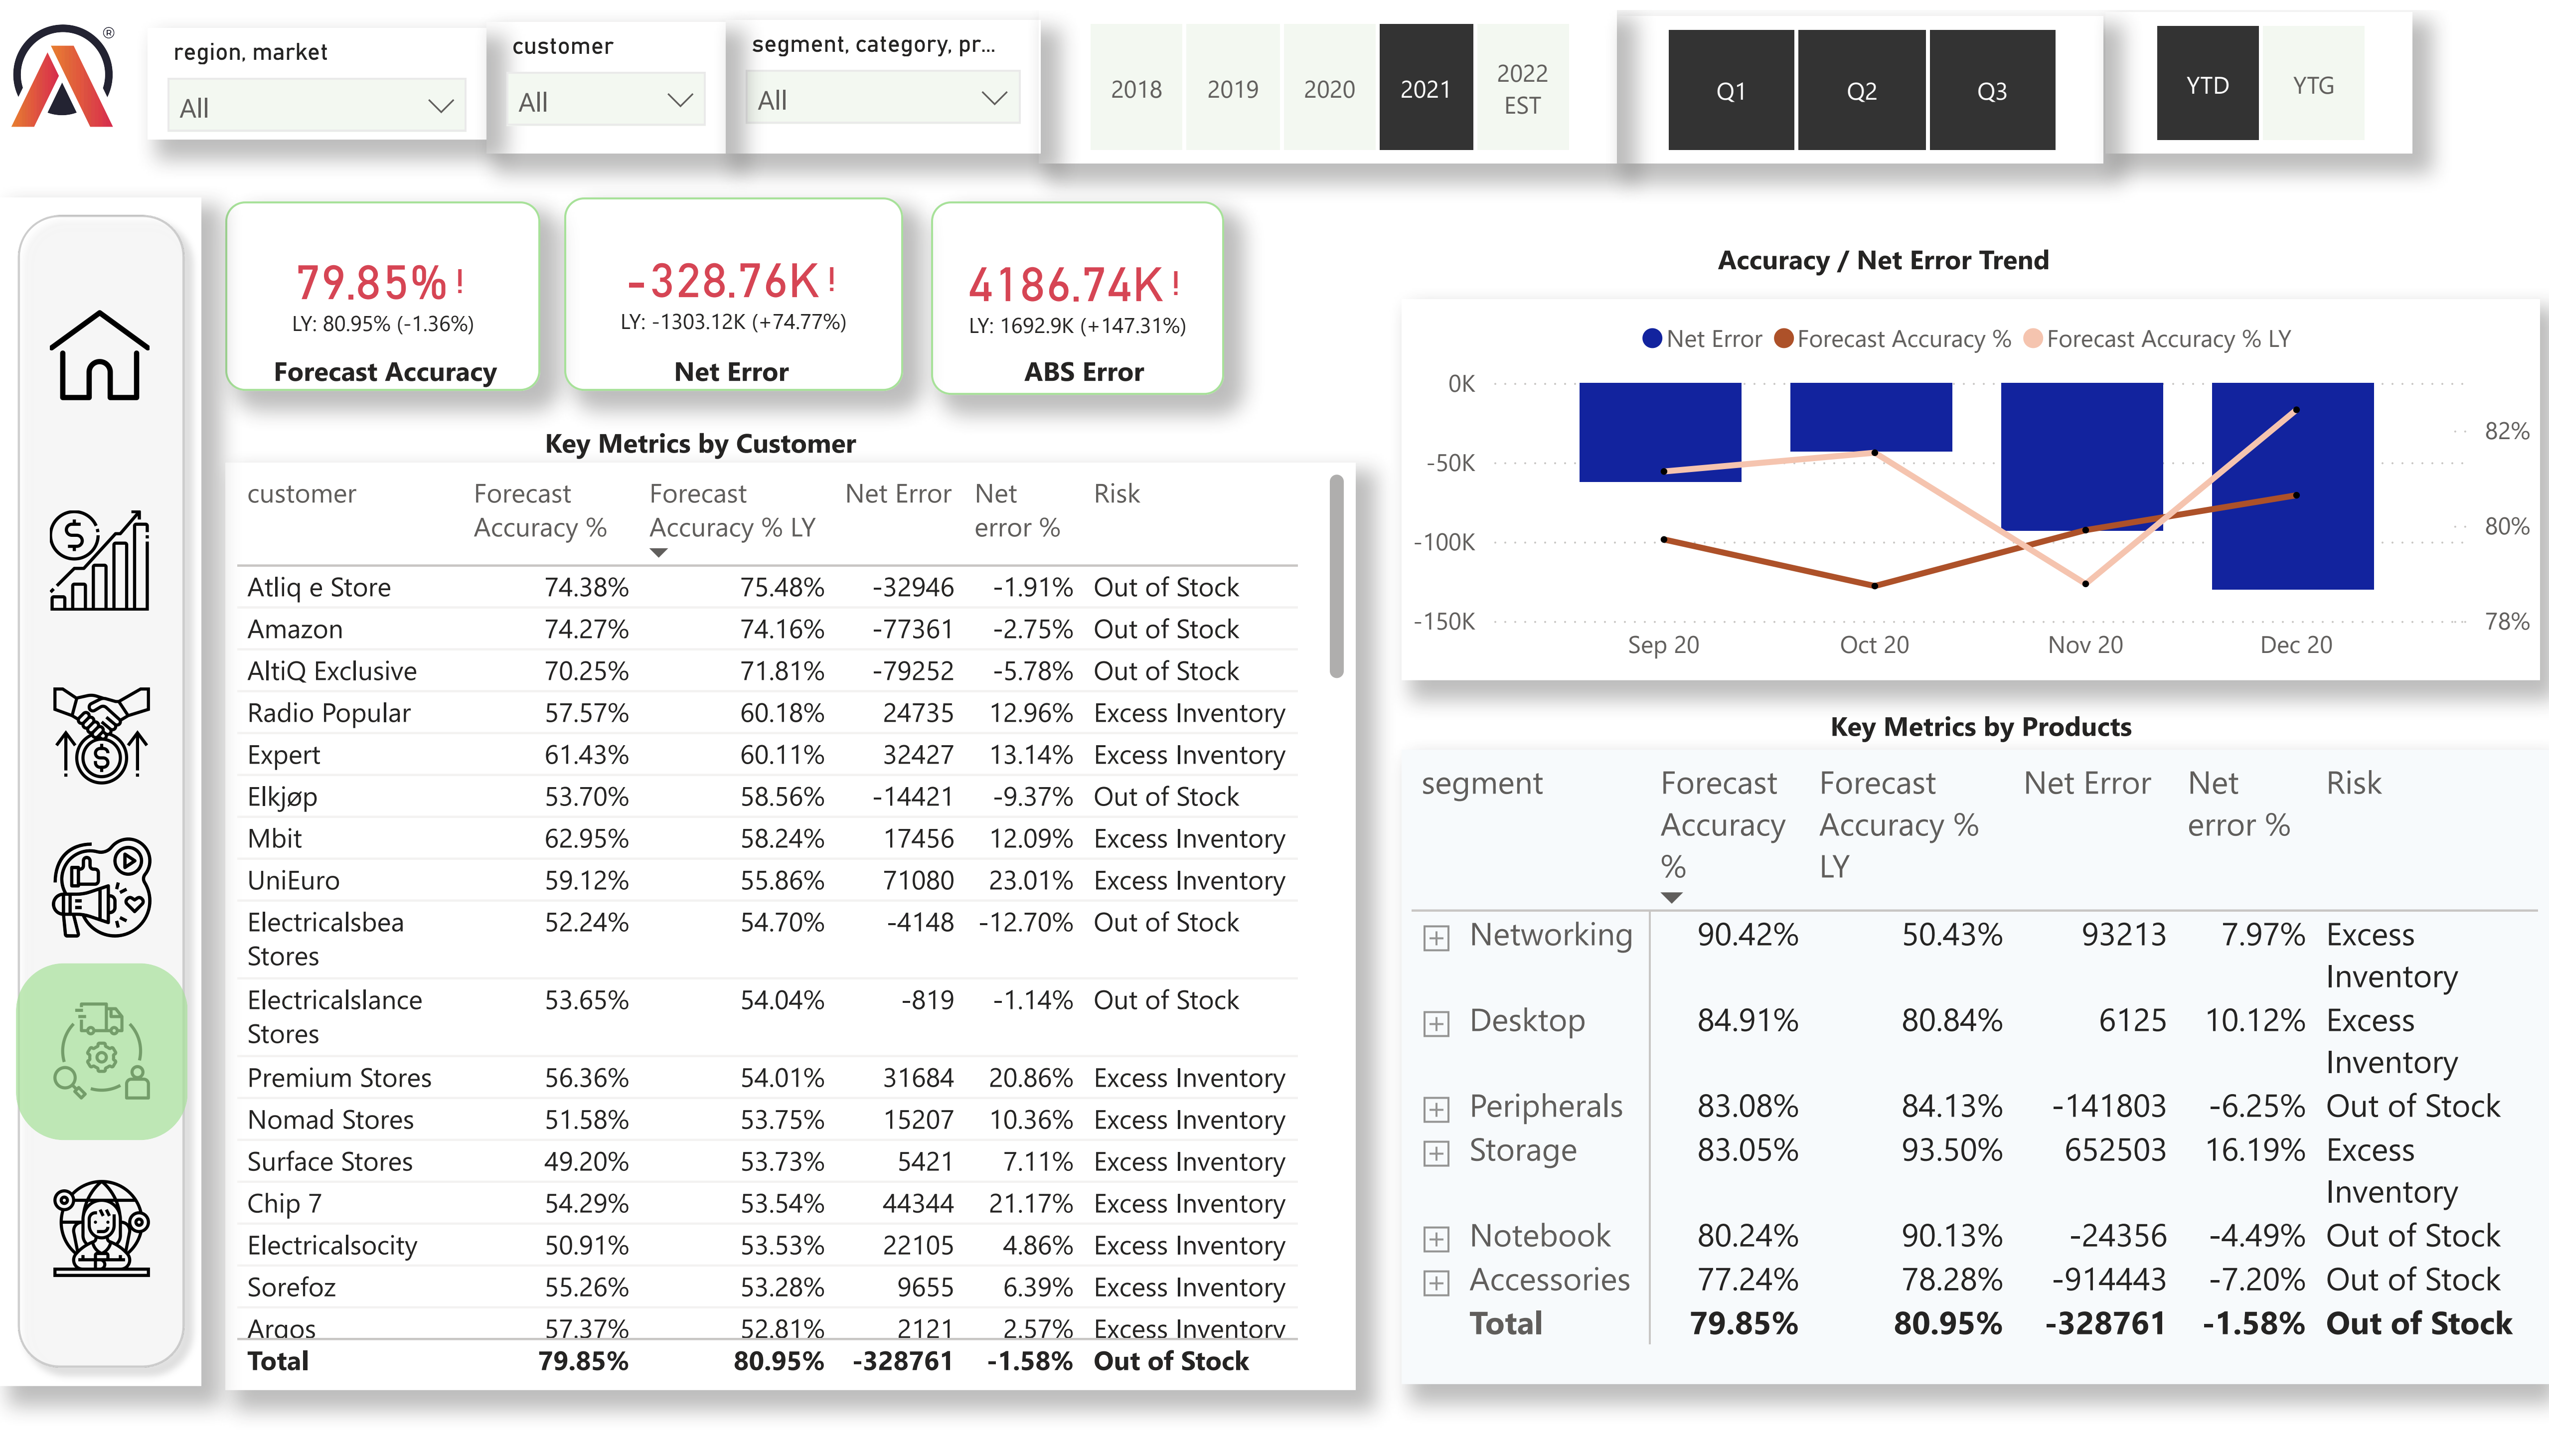 ®
region, market
All
customer
All
segment, category, pr...
All
2018
2019
2020
2021
2022
EST
Q1
Q2
Q3
YTD
YTG
79.85%!
LY: 80.95% (-1.36%)
Forecast Accuracy
-328.76K!
LY: -1303.12K (+74.77%)
Net Error
4186.74K!
LY: 1692.9K (+147.31%)
ABS Error
Key Metrics by Customer
customer Forecast Accuracy % Forecast Accuracy % LY Net Error Net error % Risk
Atliq e Store 74.38% 75.48% -32946 -1.91% Out of Stock
Amazon 74.27% 74.16% -77361 -2.75% Out of Stock
AltiQ Exclusive 70.25% 71.81% -79252 -5.78% Out of Stock
Radio Popular 57.57% 60.18% 24735 12.96% Excess Inventory
Expert 61.43% 60.11% 32427 13.14% Excess Inventory
Elkjøp 53.70% 58.56% -14421 -9.37% Out of Stock
Mbit 62.95% 58.24% 17456 12.09% Excess Inventory
UniEuro 59.12% 55.86% 71080 23.01% Excess Inventory
Electricalsbea Stores 52.24% 54.70% -4148 -12.70% Out of Stock
Electricalslance Stores 53.65% 54.04% -819 -1.14% Out of Stock
Premium Stores 56.36% 54.01% 31684 20.86% Excess Inventory
Nomad Stores 51.58% 53.75% 15207 10.36% Excess Inventory
Surface Stores 49.20% 53.73% 5421 7.11% Excess Inventory
Chip 7 54.29% 53.54% 44344 21.17% Excess Inventory
Electricalsocity 50.91% 53.53% 22105 4.86% Excess Inventory
Sorefoz 55.26% 53.28% 9655 6.39% Excess Inventory
Argos 57.37% 52.81% 2121 2.57% Excess Inventory
Total 79.85% 80.95% -328761 -1.58% Out of Stock
Accuracy / Net Error Trend
Net Error Forecast Accuracy % Forecast Accuracy % LY
0K
-50K
-100K
-150K
82%
80%
78%
Sep 20 Oct 20 Nov 20 Dec 20
Key Metrics by Products
segment Forecast Accuracy % Forecast Accuracy % LY Net Error Net error % Risk
Networking 90.42% 50.43% 93213 7.97% Excess Inventory
Desktop 84.91% 80.84% 6125 10.12% Excess Inventory
Peripherals 83.08% 84.13% -141803 -6.25% Out of Stock
Storage 83.05% 93.50% 652503 16.19% Excess Inventory
Notebook 80.24% 90.13% -24356 -4.49% Out of Stock
Accessories 77.24% 78.28% -914443 -7.20% Out of Stock
Total 79.85% 80.95% -328761 -1.58% Out of Stock